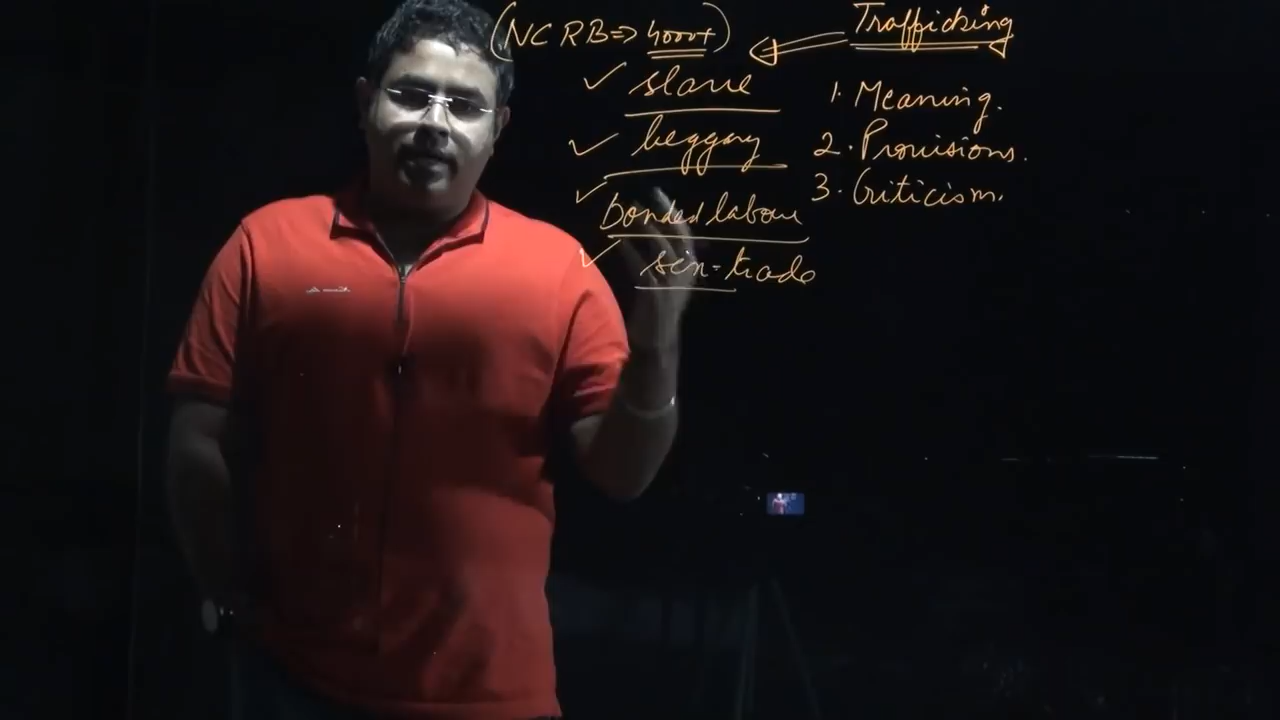 (NCRB⇒ 4000+)
✓ slave
✓ beggary
✓ bonded labour
✓ sex-trade
Trafficking
1. Meaning.
2. Provisions.
3. Criticism.